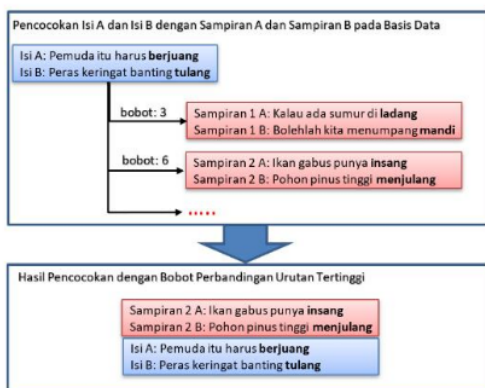 Pencocokan Isi A dan Isi B dengan Sampiran A dan Sampiran B pada Basis Data
Isi A: Pemuda itu harus berjuang
Isi B: Peras keringat banting tulang
bobot: 3
Sampiran 1 A: Kalau ada sumur di ladang
Sampiran 1 B: Bolehlah kita menumpang mandi
bobot: 6
Sampiran 2 A: Ikan gabus punya insang
Sampiran 2 B: Pohon pinus tinggi menjulang
.....
Hasil Pencocokan dengan Bobot Perbandingan Urutan Tertinggi
Sampiran 2 A: Ikan gabus punya insang
Sampiran 2 B: Pohon pinus tinggi menjulang
Isi A: Pemuda itu harus berjuang
Isi B: Peras keringat banting tulang